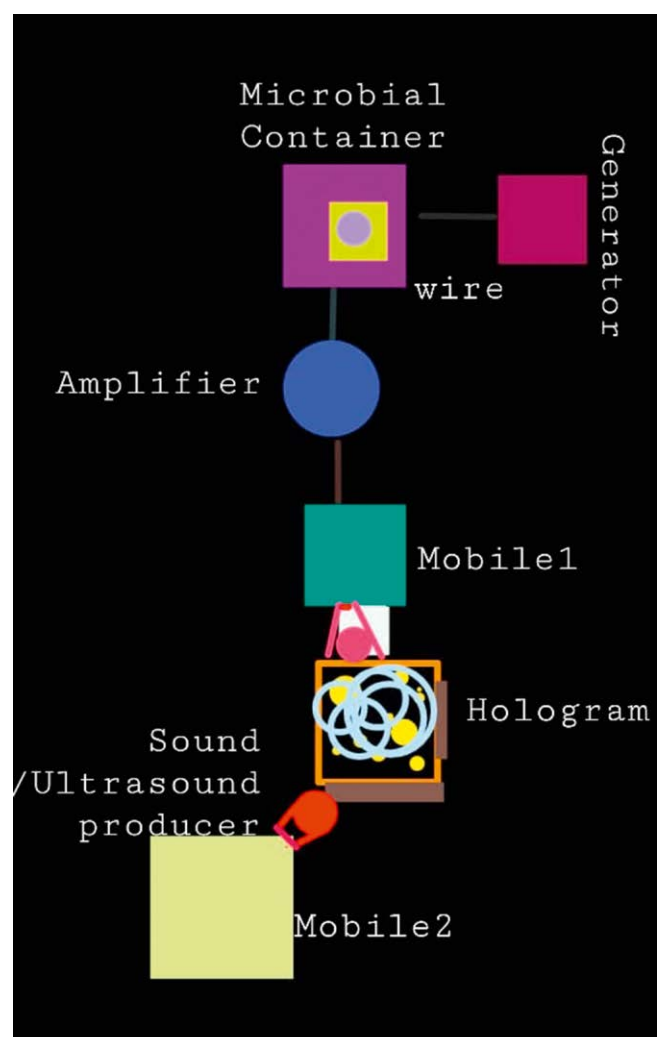 Microbial
Container
Generator
wire
Amplifier
Mobile1
Hologram
Sound
/Ultrasound
producer
Mobile2